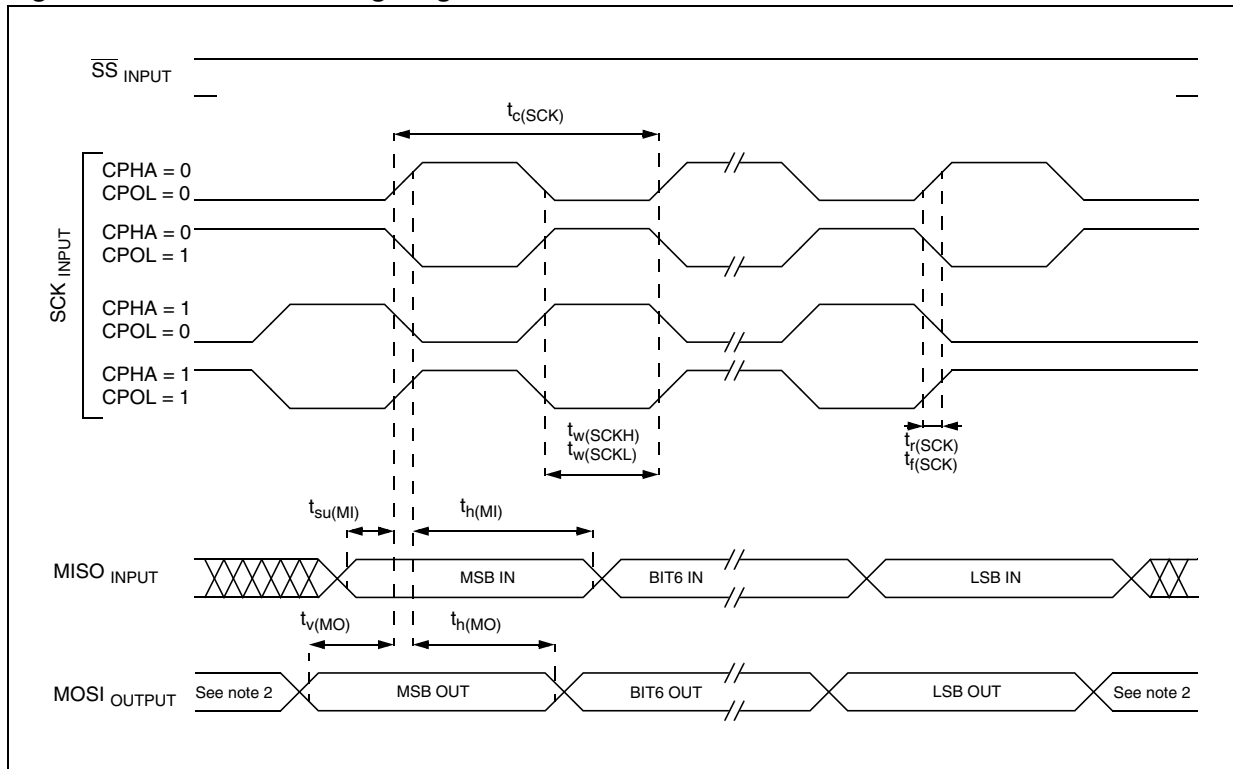 SS INPUT
tc(SCK)
SCK INPUT
CPHA = 0
CPOL = 0
CPHA = 0
CPOL = 1
CPHA = 1
CPOL = 0
CPHA = 1
CPOL = 1
tw(SCKH)
tw(SCKL)
tr(SCK)
tf(SCK)
tsu(MI)
th(MI)
MISO INPUT
MSB IN
BIT6 IN
LSB IN
tv(MO)
th(MO)
MOSI OUTPUT
See note 2
MSB OUT
BIT6 OUT
LSB OUT
See note 2